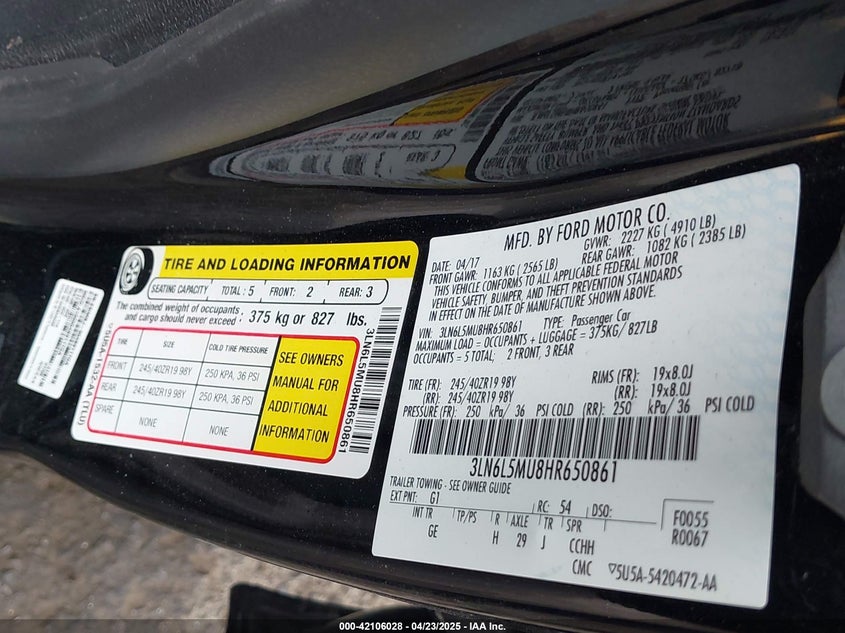 TIRE AND LOADING INFORMATION
SEATING CAPACITY TOTAL: 5 FRONT: 2 REAR: 3
The combined weight of occupants
and cargo should never exceed: 375 kg or 827 lbs.
TIRE SIZE COLD TIRE PRESSURE
FRONT 245/40ZR19 98Y 250 KPA, 36 PSI
REAR 245/40ZR19 98Y 250 KPA, 36 PSI
SPARE NONE NONE
SEE OWNERS
MANUAL FOR
ADDITIONAL
INFORMATION
3LN6L5MU8HR650861
MFD. BY FORD MOTOR CO.
DATE: 04/17 GVWR: 2227 KG (4910 LB)
FRONT GAWR: 1163 KG (2565 LB) REAR GAWR: 1082 KG (2385 LB)
THIS VEHICLE CONFORMS TO ALL APPLICABLE FEDERAL MOTOR
VEHICLE SAFETY, BUMPER, AND THEFT PREVENTION STANDARDS
IN EFFECT ON THE DATE OF MANUFACTURE SHOWN ABOVE.
VIN: 3LN6L5MU8HR650861 TYPE: Passenger Car
MAXIMUM LOAD = OCCUPANTS + LUGGAGE = 375KG/ 827LB
OCCUPANTS = 5 TOTAL; 2 FRONT, 3 REAR
TIRE (FR): 245/40ZR19 98Y RIMS (FR): 19x8.0J
(RR): 245/40ZR19 98Y (RR): 19x8.0J
PRESSURE (FR): 250 kPa/ 36 PSI COLD (RR): 250 kPa/ 36 PSI COLD
3LN6L5MU8HR650861
TRAILER TOWING - SEE OWNER GUIDE
EXT PNT: G1 RC: 54 DSO:
INT TR TP/PS R AXLE TR SPR F0055
GE H 29 J CCHH R0067
CMC 5U5A-5420472-AA
000-42106028 - 04/23/2025 - IAA Inc.